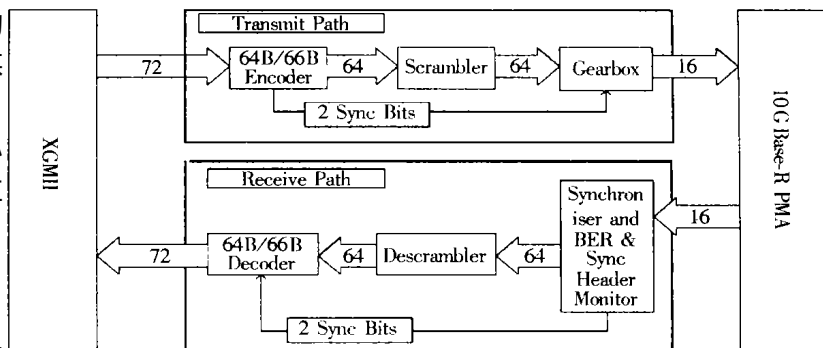 Transmit Path
72
64B/66B
Encoder
64
Scrambler
64
Gearbox
16
2 Sync Bits
XGMII
10G Base-R PMA
Receive Path
Synchron
iser and
BER &
Sync
Header
Monitor
16
72
64B/66B
Decoder
64
Descrambler
64
2 Sync Bits